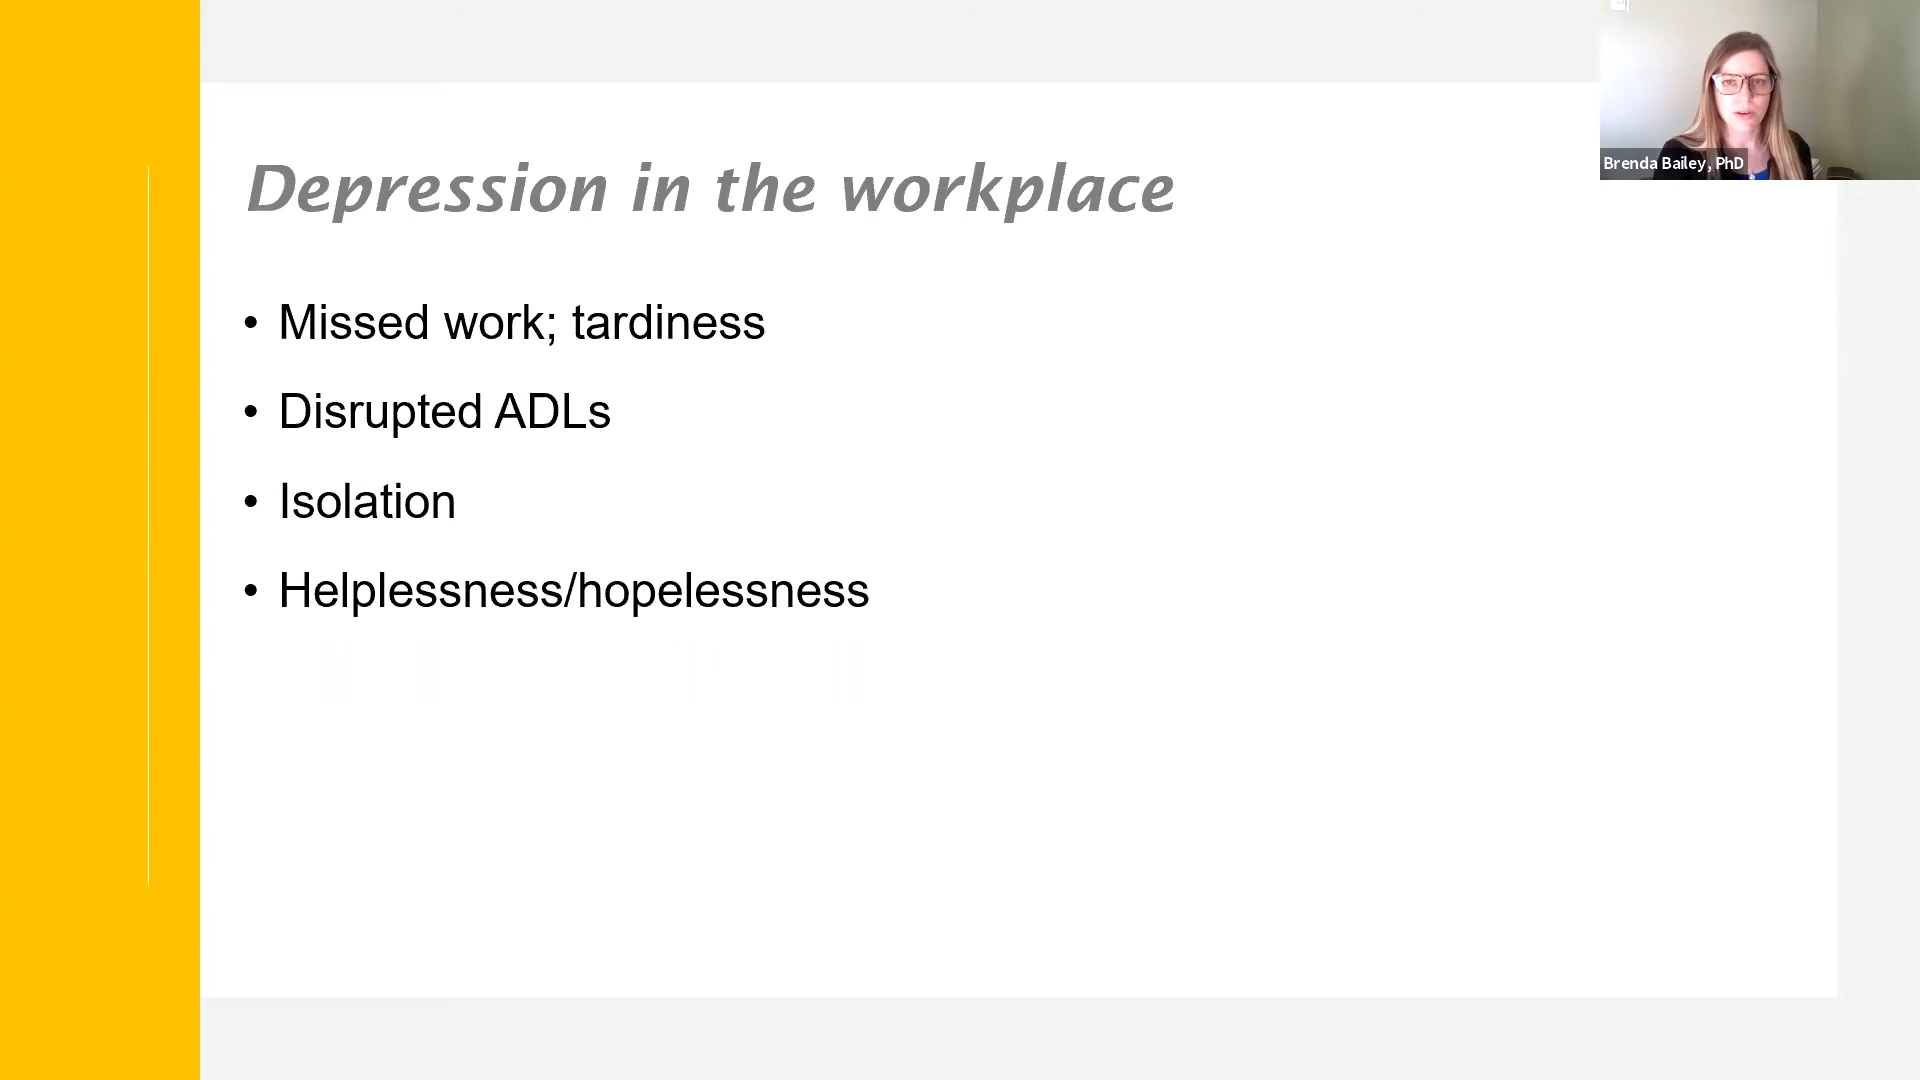 Depression in the workplace
• Missed work; tardiness
• Disrupted ADLs
• Isolation
• Helplessness/hopelessness
Brenda Bailey, PhD